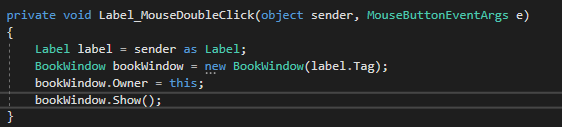 private void Label_MouseDoubleClick(object sender, MouseButtonEventArgs e)
{
Label label = sender as Label;
BookWindow bookWindow = new BookWindow(label.Tag);
bookWindow.Owner = this;
bookWindow.Show();
}